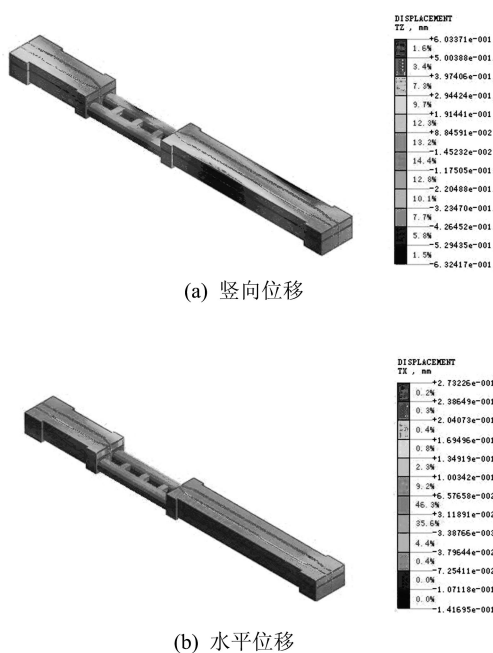 DISPLACEMENT
TZ , mm
+6.03371e-001
1.6%
+5.00388e-001
3.4%
+3.97406e-001
7.3%
+2.94424e-001
9.7%
+1.91441e-001
12.3%
+8.84591e-002
13.2%
-1.45232e-002
14.4%
-1.17505e-001
12.8%
-2.20488e-001
10.1%
-3.23470e-001
7.7%
-4.26452e-001
5.8%
-5.29435e-001
1.5%
-6.32417e-001
(a) 竖向位移
DISPLACEMENT
TX , mm
+2.73226e-001
0.2%
+2.38649e-001
0.3%
+2.04073e-001
0.4%
+1.69496e-001
0.8%
+1.34919e-001
2.3%
+1.00342e-001
9.2%
+6.57658e-002
46.3%
+3.11891e-002
35.6%
-3.38766e-003
4.4%
-3.79644e-002
0.4%
-7.25411e-002
0.0%
-1.07118e-001
0.0%
-1.41695e-001
(b) 水平位移